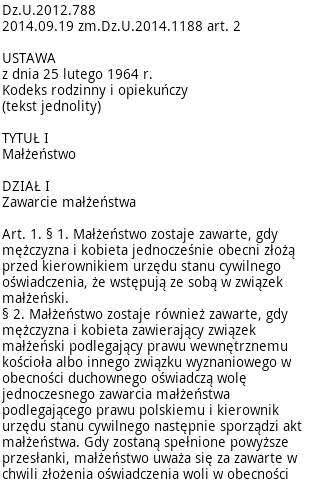 Dz.U.2012.788
2014.09.19 zm.Dz.U.2014.1188 art. 2
USTAWA
z dnia 25 lutego 1964 r.
Kodeks rodzinny i opiekuńczy
(tekst jednolity)
TYTUŁ I
Małżeństwo
DZIAŁ I
Zawarcie małżeństwa
Art. 1. § 1. Małżeństwo zostaje zawarte, gdy
mężczyzna i kobieta jednocześnie obecni złożą
przed kierownikiem urzędu stanu cywilnego
oświadczenia, że wstępują ze sobą w związek
małżeński.
§ 2. Małżeństwo zostaje również zawarte, gdy
mężczyzna i kobieta zawierający związek
małżeński podlegający prawu wewnętrznemu
kościoła albo innego związku wyznaniowego w
obecności duchownego oświadczą wolę
jednoczesnego zawarcia małżeństwa
podlegającego prawu polskiemu i kierownik
urzędu stanu cywilnego następnie sporządzi akt
małżeństwa. Gdy zostaną spełnione powyższe
przesłanki, małżeństwo uważa się za zawarte w
chwili złożenia oświadczenia woli w obecności